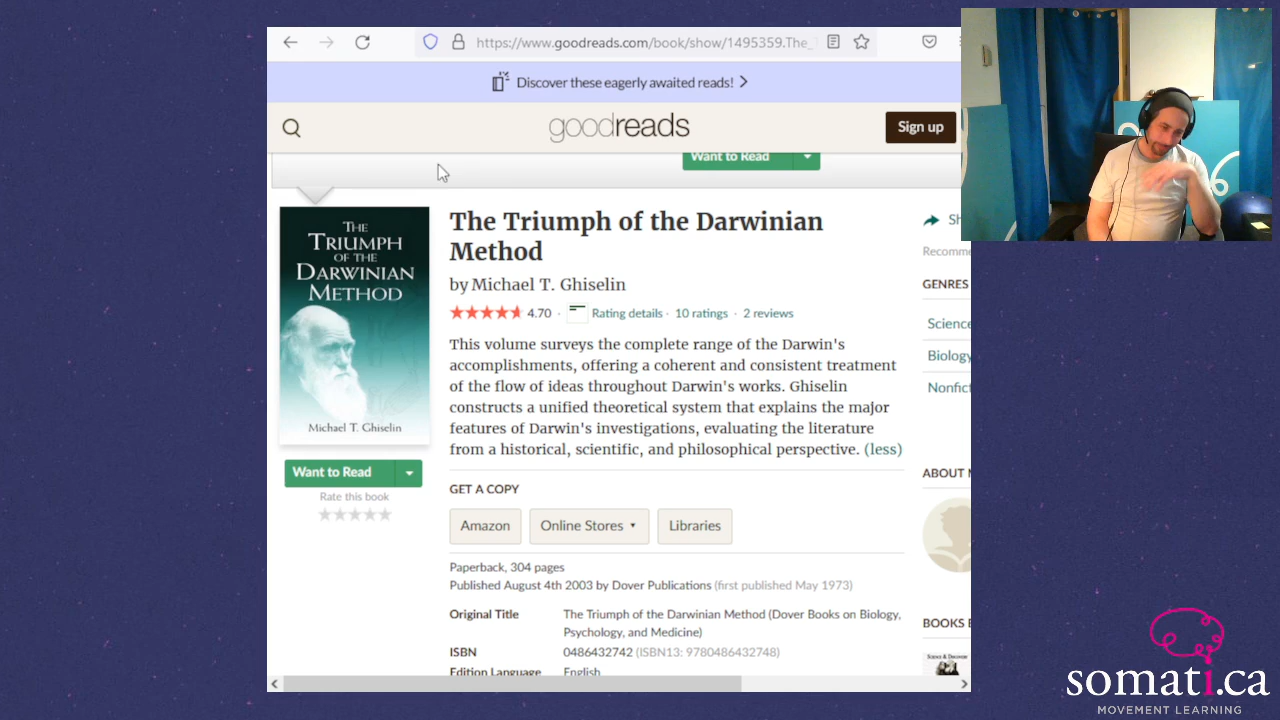 https://www.goodreads.com/book/show/1495359.The_
Discover these eagerly awaited reads!
goodreads
Sign up
Want to Read
THE
TRIUMPH
OF THE
DARWINIAN
METHOD
Michael T. Ghiselin
Want to Read
Rate this book
The Triumph of the Darwinian
Method
by Michael T. Ghiselin
4.70 · Rating details · 10 ratings · 2 reviews
This volume surveys the complete range of the Darwin's
accomplishments, offering a coherent and consistent treatment
of the flow of ideas throughout Darwin's works. Ghiselin
constructs a unified theoretical system that explains the major
features of Darwin's investigations, evaluating the literature
from a historical, scientific, and philosophical perspective. (less)
GET A COPY
Amazon
Online Stores
Libraries
Paperback, 304 pages
Published August 4th 2003 by Dover Publications (first published May 1973)
Original Title The Triumph of the Darwinian Method (Dover Books on Biology,
Psychology, and Medicine)
ISBN 0486432742 (ISBN13: 9780486432748)
Edition Language English
Sh
Recomme
GENRES
Science
Biology
Nonfict
ABOUT M
BOOKS B
somati.ca
MOVEMENT LEARNING